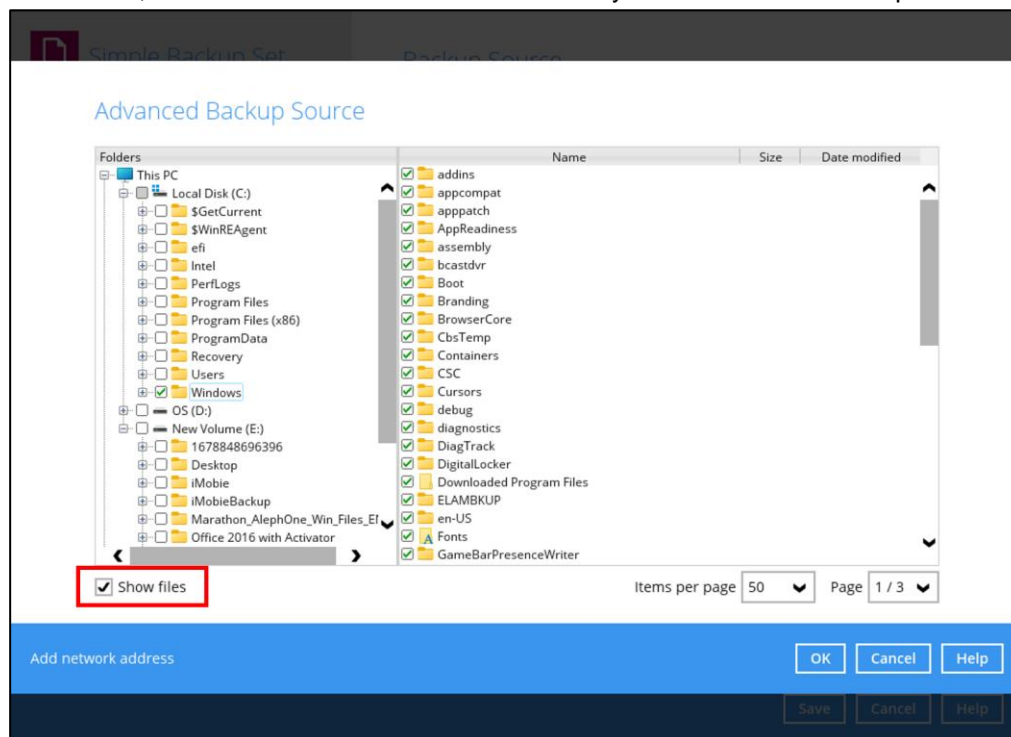 Simple Backup Set
Backup Source
Advanced Backup Source
Folders
This PC
Local Disk (C:)
$GetCurrent
$WinREAgent
efi
Intel
PerfLogs
Program Files
Program Files (x86)
ProgramData
Recovery
Users
Windows
OS (D:)
New Volume (E:)
1678848696396
Desktop
iMobie
iMobieBackup
Marathon_AlephOne_Win_Files_
Office 2016 with Activator
Name Size Date modified
addins
appcompat
apppatch
AppReadiness
assembly
bcastdvr
Boot
Branding
BrowserCore
CbsTemp
Containers
CSC
Cursors
debug
diagnostics
DiagTrack
DigitalLocker
Downloaded Program Files
ELAMBKUP
en-US
Fonts
GameBarPresenceWriter
Show files
Items per page 50 Page 1 / 3
Add network address
OK Cancel Help
Save Cancel Help